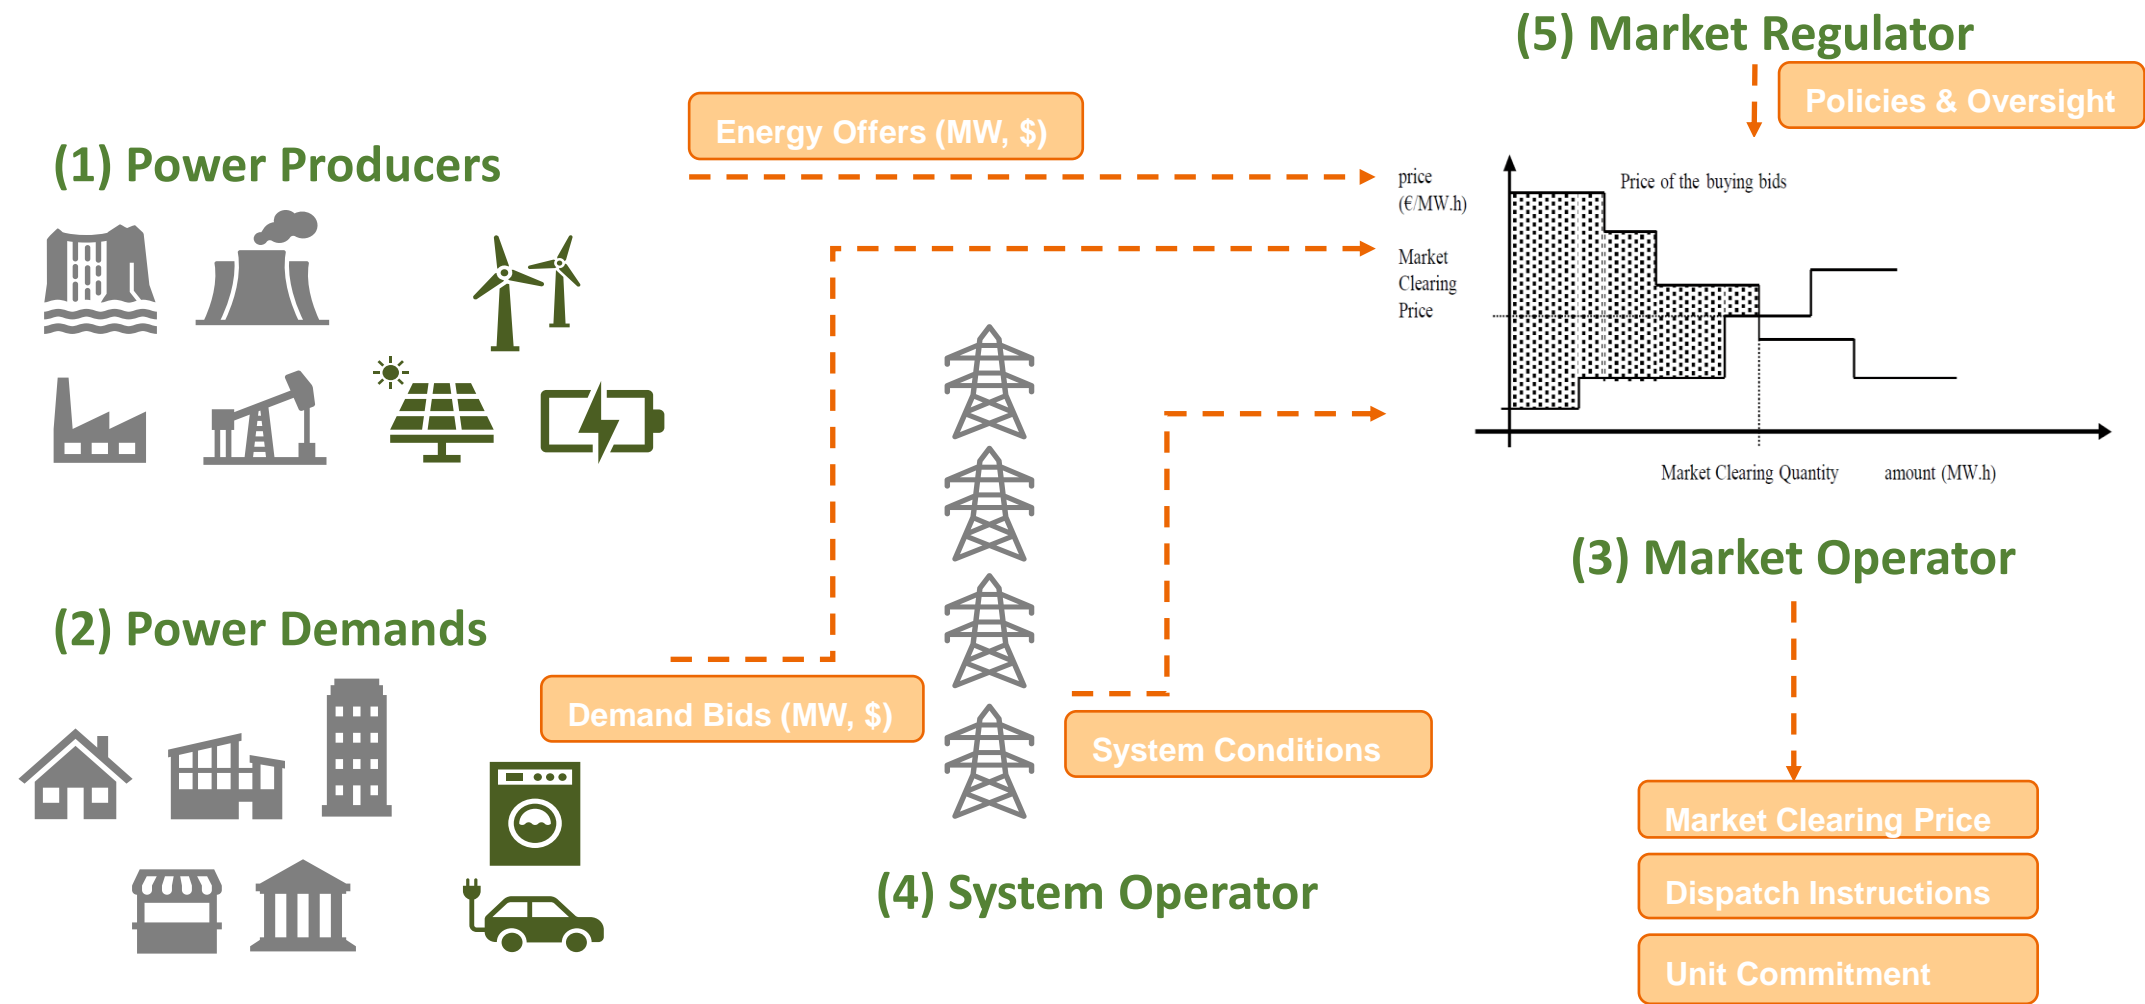 (5) Market Regulator
Policies & Oversight
Energy Offers (MW, $)
(1) Power Producers
price
(€/MW.h)
Price of the buying bids
Market
Clearing
Price
Market Clearing Quantity
amount (MW.h)
(3) Market Operator
(2) Power Demands
Demand Bids (MW, $)
System Conditions
(4) System Operator
Market Clearing Price
Dispatch Instructions
Unit Commitment